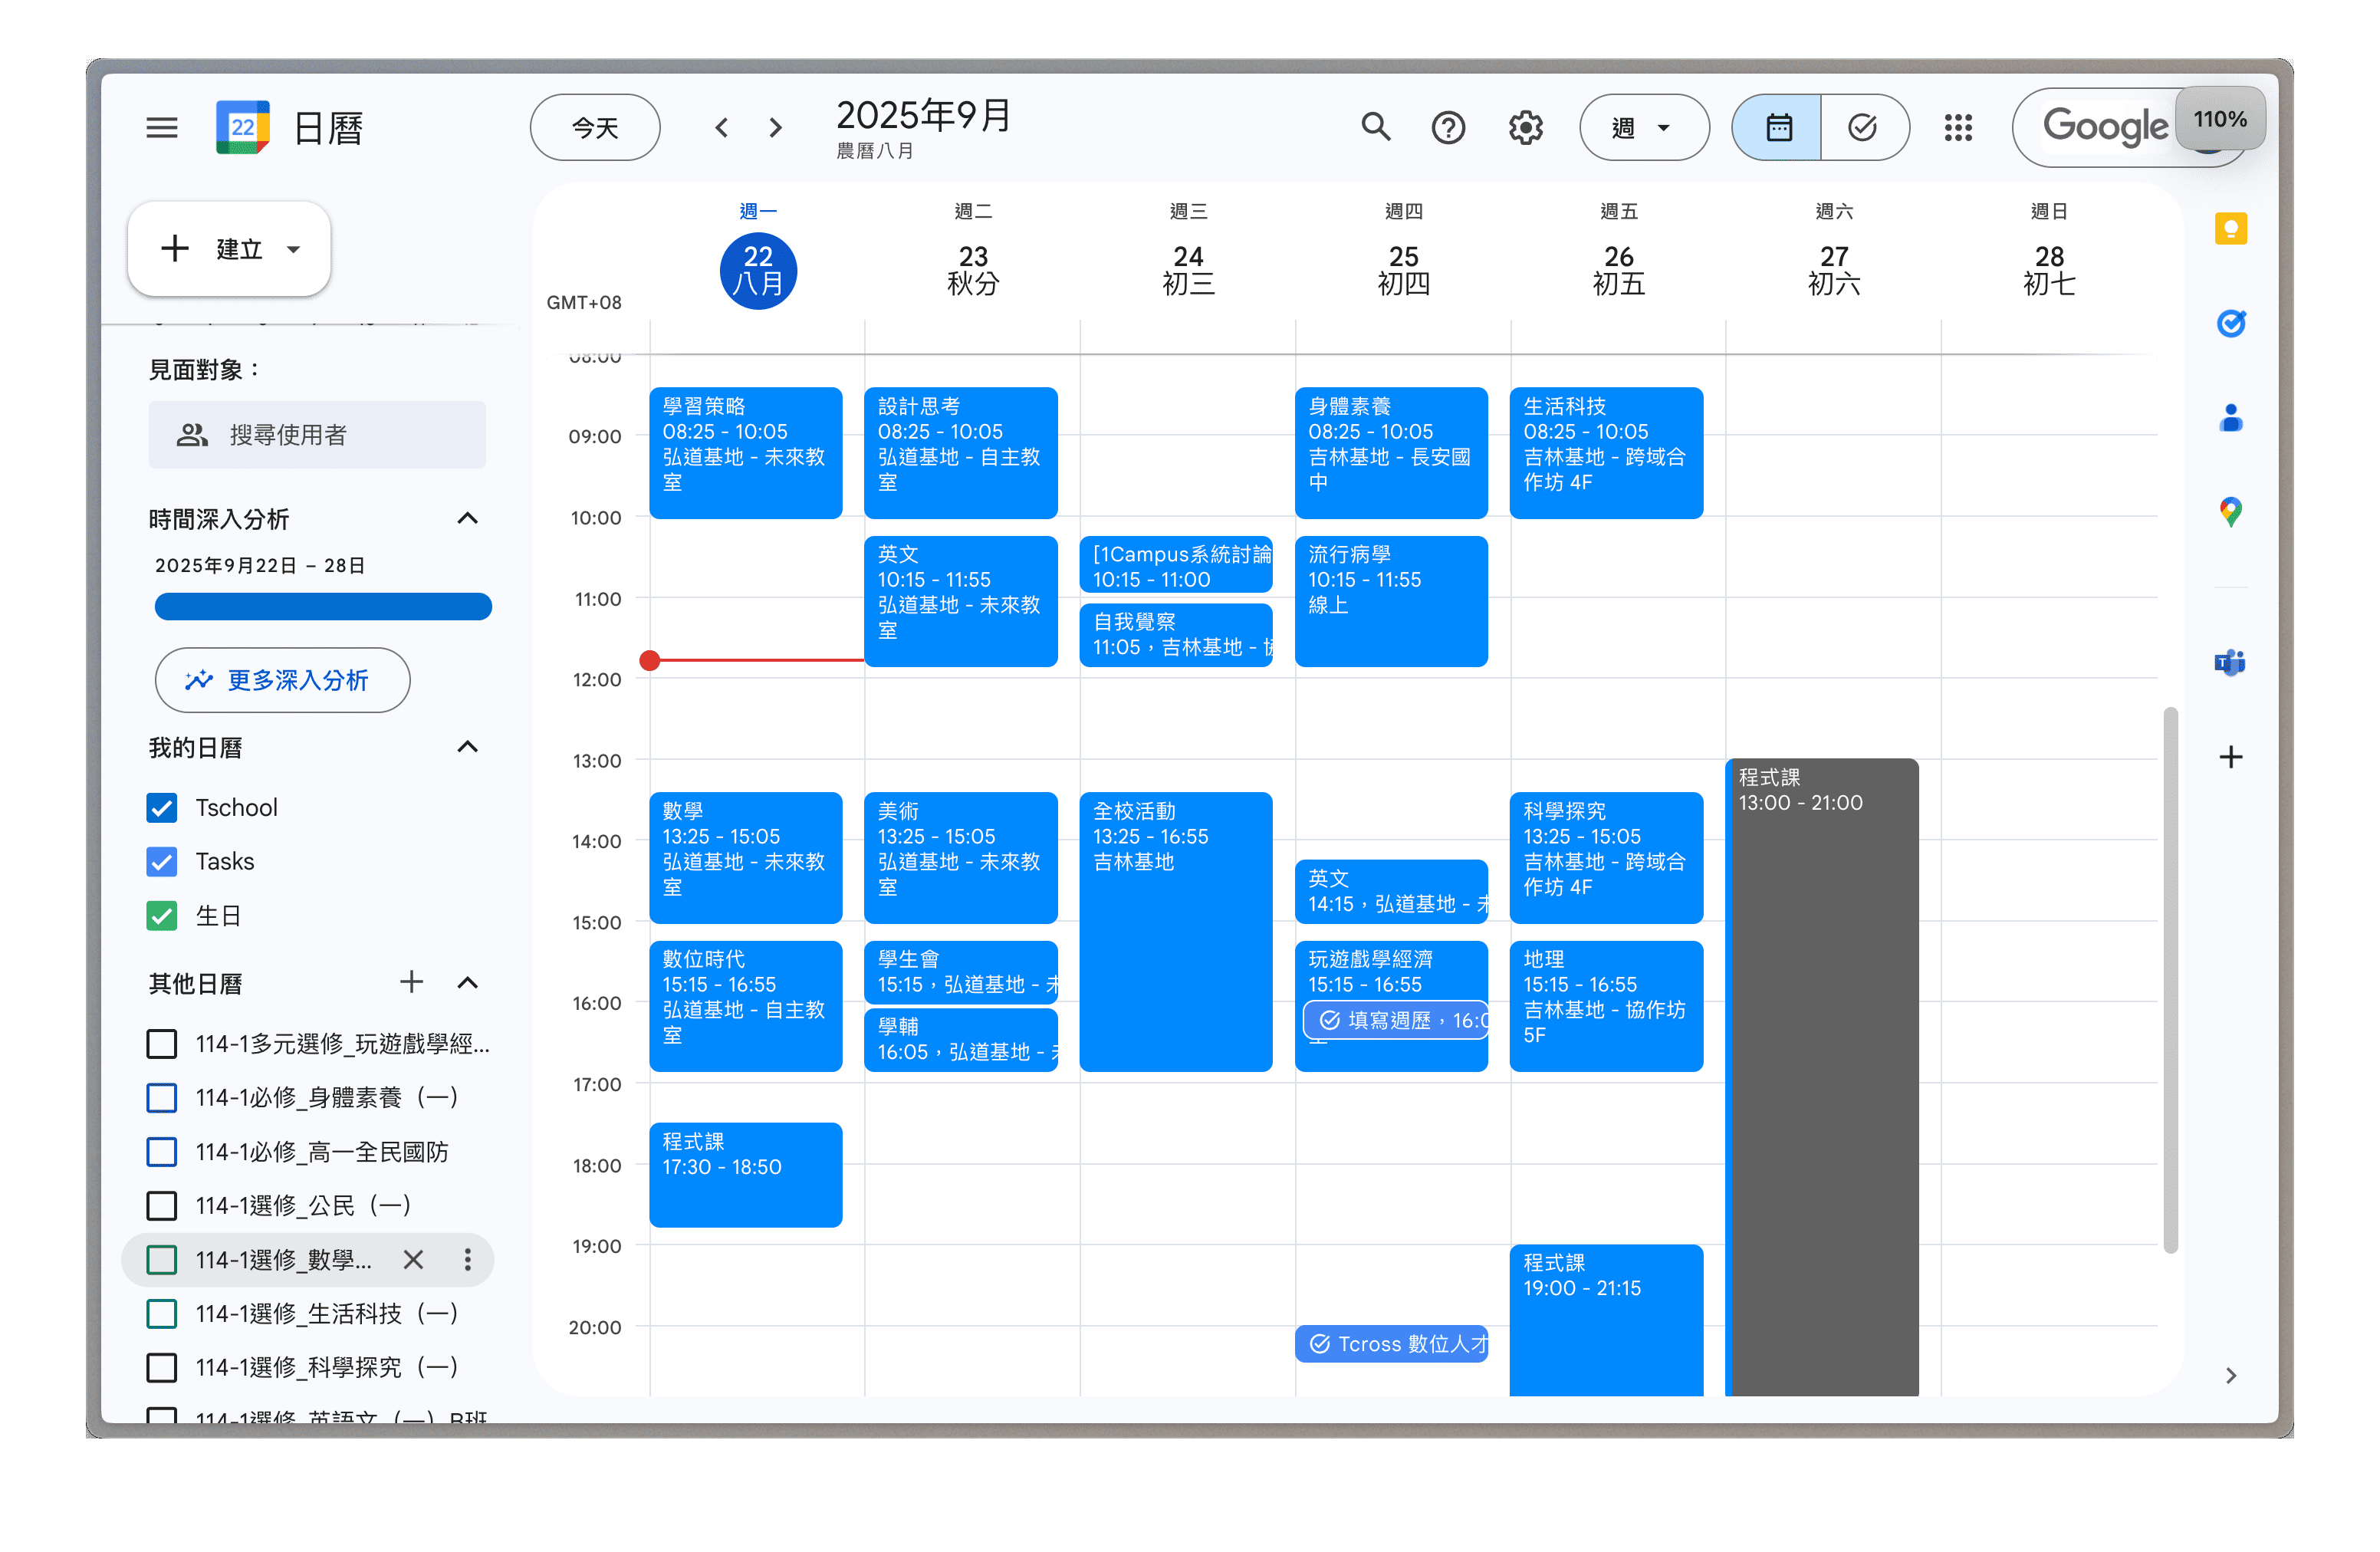 22
日曆
今天
2025年9月
農曆八月
週
Google
110%
建立
見面對象：
搜尋使用者
時間深入分析
2025年9月22日 – 28日
更多深入分析
我的日曆
Tschool
Tasks
生日
其他日曆
114-1多元選修_玩遊戲學經...
114-1必修_身體素養（一）
114-1必修_高一全民國防
114-1選修_公民（一）
114-1選修_數學...
114-1選修_生活科技（一）
114-1選修_科學探究（一）
114-1選修_英語文（一）B班
GMT+08
週一
22
八月
週二
23
秋分
週三
24
初三
週四
25
初四
週五
26
初五
週六
27
初六
週日
28
初七
08:00
09:00
10:00
11:00
12:00
13:00
14:00
15:00
16:00
17:00
18:00
19:00
20:00
學習策略
08:25 - 10:05
弘道基地 - 未來教
室
數學
13:25 - 15:05
弘道基地 - 未來教
室
數位時代
15:15 - 16:55
弘道基地 - 自主教
室
程式課
17:30 - 18:50
設計思考
08:25 - 10:05
弘道基地 - 自主教
室
英文
10:15 - 11:55
弘道基地 - 未來教
室
美術
13:25 - 15:05
弘道基地 - 未來教
室
學生會
15:15，弘道基地 - 未
學輔
16:05，弘道基地 -
[1Campus系統討論
10:15 - 11:00
自我覺察
11:05，吉林基地 - 協
全校活動
13:25 - 16:55
吉林基地
身體素養
08:25 - 10:05
吉林基地 - 長安國
中
流行病學
10:15 - 11:55
線上
英文
14:15，弘道基地 - 未
玩遊戲學經濟
15:15 - 16:55
填寫週歷，16:0
Tcross 數位人才
生活科技
08:25 - 10:05
吉林基地 - 跨域合
作坊 4F
科學探究
13:25 - 15:05
吉林基地 - 跨域合
作坊 4F
地理
15:15 - 16:55
吉林基地 - 協作坊
5F
程式課
19:00 - 21:15
程式課
13:00 - 21:00